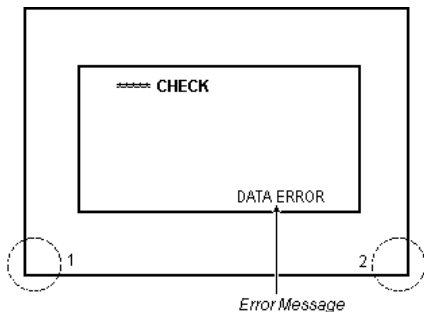 ***** CHECK
DATA ERROR
1
2
Error Message